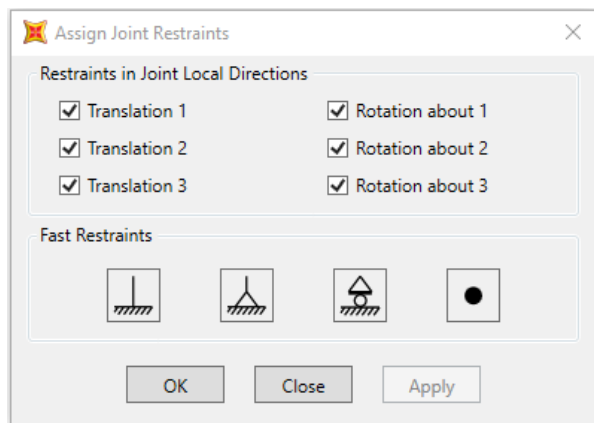 Assign Joint Restraints
Restraints in Joint Local Directions
Translation 1
Rotation about 1
Translation 2
Rotation about 2
Translation 3
Rotation about 3
Fast Restraints
OK
Close
Apply